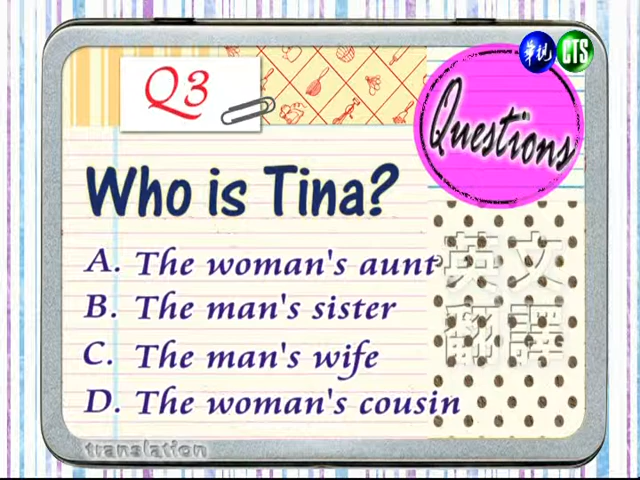 華視 CTS
Q3
Questions
Who is Tina?
A. The woman's aunt
B. The man's sister
C. The man's wife
D. The woman's cousin
英文
翻譯
translation